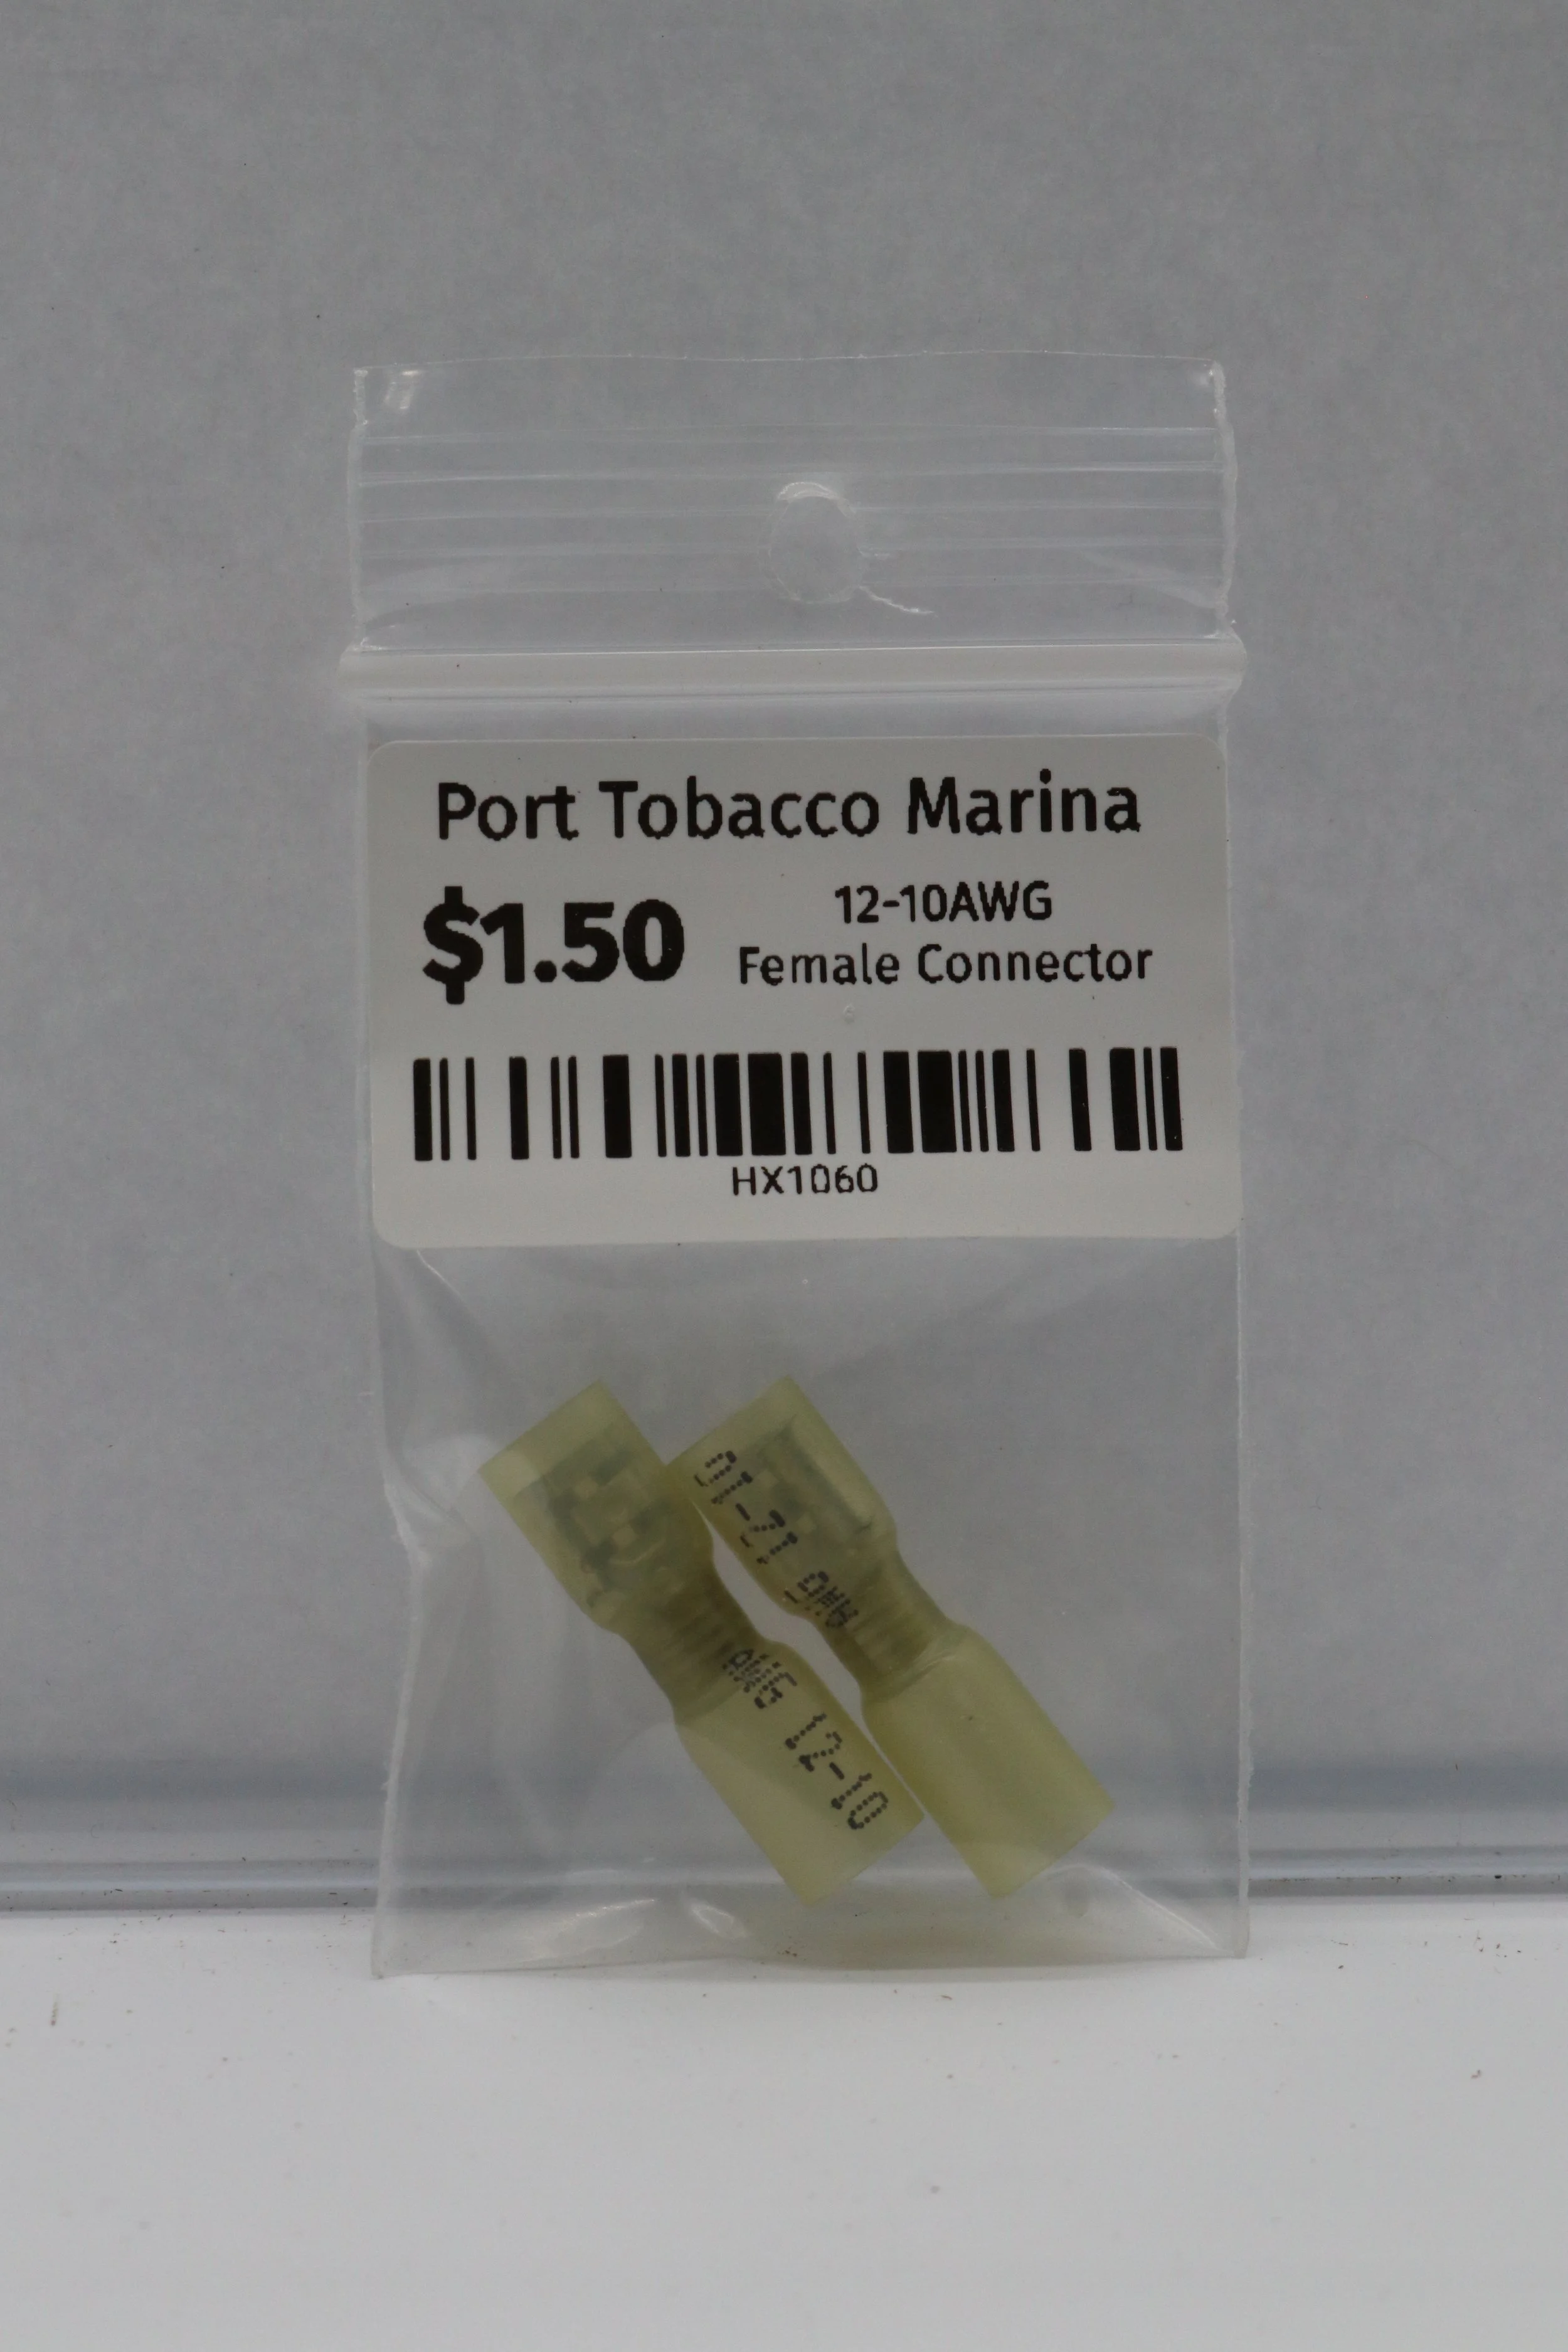 Port Tobacco Marina
$1.50
12-10AWG
Female Connector
HX1060
AWG 12-10
AWG 12-10